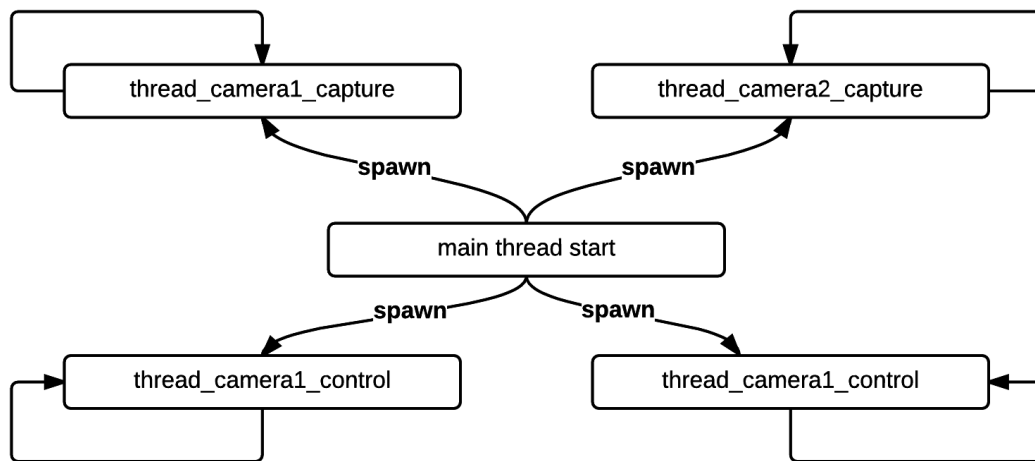 thread_camera1_capture
thread_camera2_capture
spawn
spawn
main thread start
spawn
spawn
thread_camera1_control
thread_camera1_control